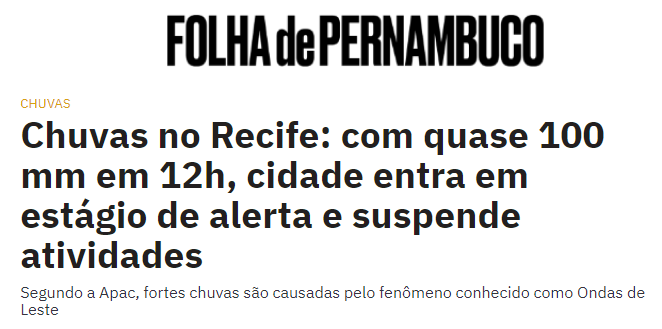 FOLHA de PERNAMBUCO
CHUVAS
Chuvas no Recife: com quase 100
mm em 12h, cidade entra em
estágio de alerta e suspende
atividades
Segundo a Apac, fortes chuvas são causadas pelo fenômeno conhecido como Ondas de
Leste